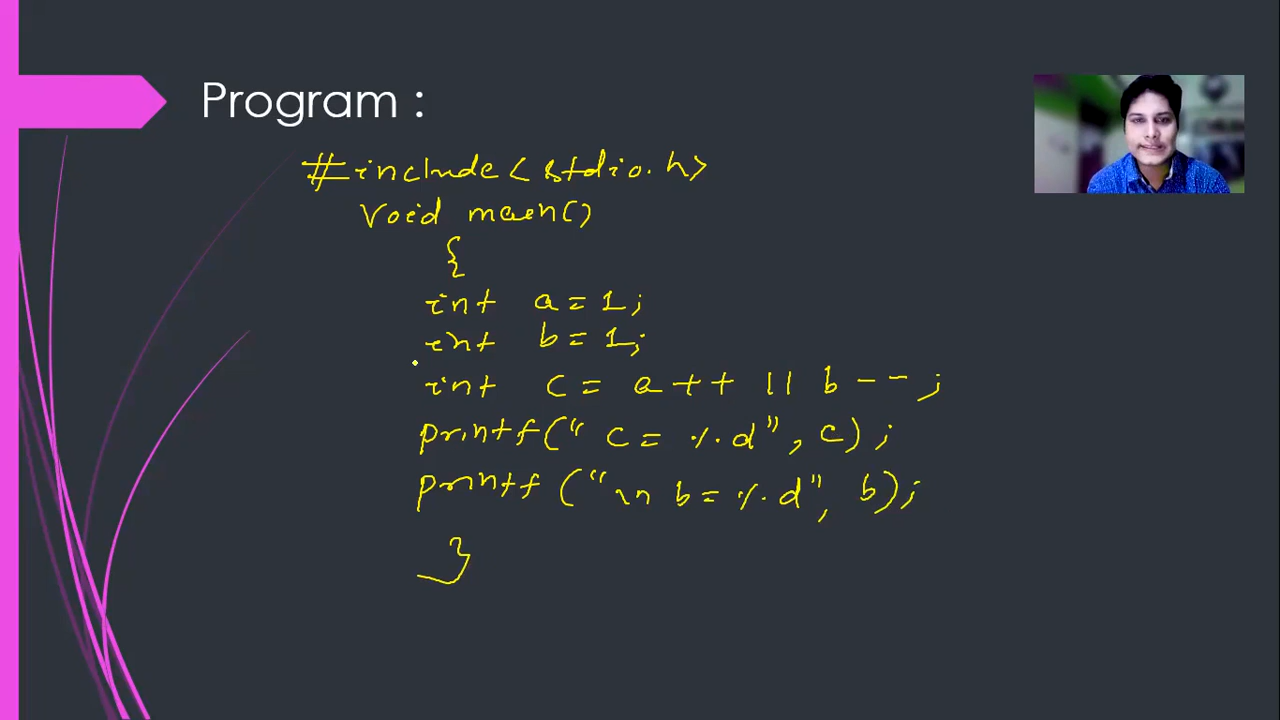 Program :
#include<stdio.h>
void main()
{
int a = 1;
int b = 1;
int c = a++ || b--;
printf(" c = %d", c);
printf("\n b = %d", b);
}